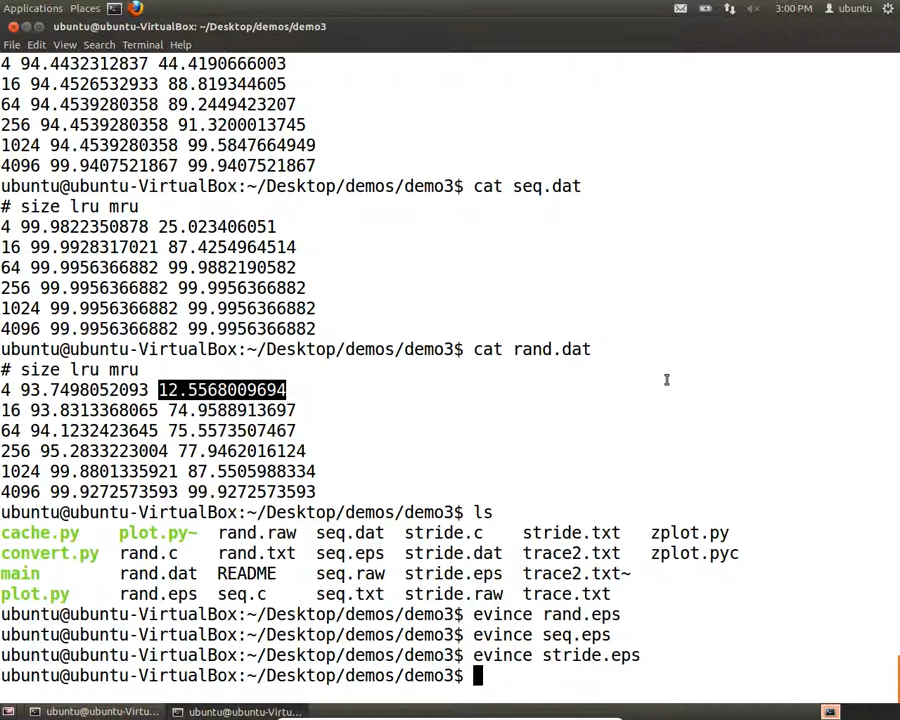 Applications Places 3:00 PM ubuntu
ubuntu@ubuntu-VirtualBox: ~/Desktop/demos/demo3
File Edit View Search Terminal Help
4 94.4432312837 44.4190666003
16 94.4526532933 88.819344605
64 94.4539280358 89.2449423207
256 94.4539280358 91.3200013745
1024 94.4539280358 99.5847664949
4096 99.9407521867 99.9407521867
ubuntu@ubuntu-VirtualBox:~/Desktop/demos/demo3$ cat seq.dat
# size lru mru
4 99.9822350878 25.023406051
16 99.9928317021 87.4254964514
64 99.9956366882 99.9882190582
256 99.9956366882 99.9956366882
1024 99.9956366882 99.9956366882
4096 99.9956366882 99.9956366882
ubuntu@ubuntu-VirtualBox:~/Desktop/demos/demo3$ cat rand.dat
# size lru mru
4 93.7498052093 12.5568009694
16 93.8313368065 74.9588913697
64 94.1232423645 75.5573507467
256 95.2833223004 77.9462016124
1024 99.8801335921 87.5505988334
4096 99.9272573593 99.9272573593
ubuntu@ubuntu-VirtualBox:~/Desktop/demos/demo3$ ls
cache.py plot.py~ rand.raw seq.dat stride.c stride.txt zplot.py
convert.py rand.c rand.txt seq.eps stride.dat trace2.txt zplot.pyc
main rand.dat README seq.raw stride.eps trace2.txt~
plot.py rand.eps seq.c seq.txt stride.raw trace.txt
ubuntu@ubuntu-VirtualBox:~/Desktop/demos/demo3$ evince rand.eps
ubuntu@ubuntu-VirtualBox:~/Desktop/demos/demo3$ evince seq.eps
ubuntu@ubuntu-VirtualBox:~/Desktop/demos/demo3$ evince stride.eps
ubuntu@ubuntu-VirtualBox:~/Desktop/demos/demo3$
ubuntu@ubuntu-Virtu... ubuntu@ubuntu-Virtu...